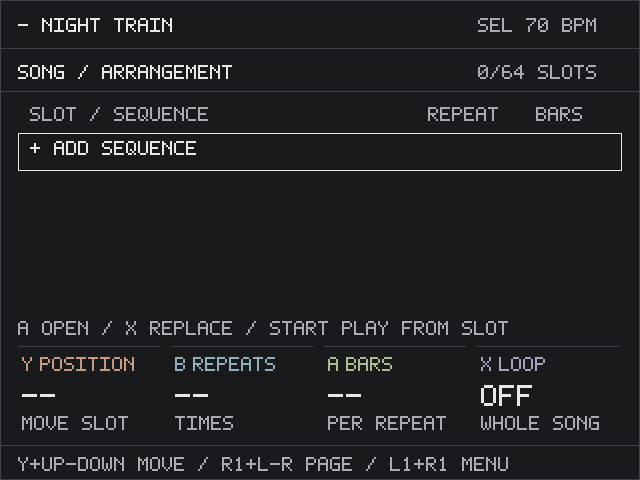 - NIGHT TRAIN SEL 70 BPM
SONG / ARRANGEMENT 0/64 SLOTS
SLOT / SEQUENCE REPEAT BARS
+ ADD SEQUENCE
A OPEN / X REPLACE / START PLAY FROM SLOT
Y POSITION B REPEATS A BARS X LOOP
-- -- -- OFF
MOVE SLOT TIMES PER REPEAT WHOLE SONG
Y+UP-DOWN MOVE / R1+L-R PAGE / L1+R1 MENU